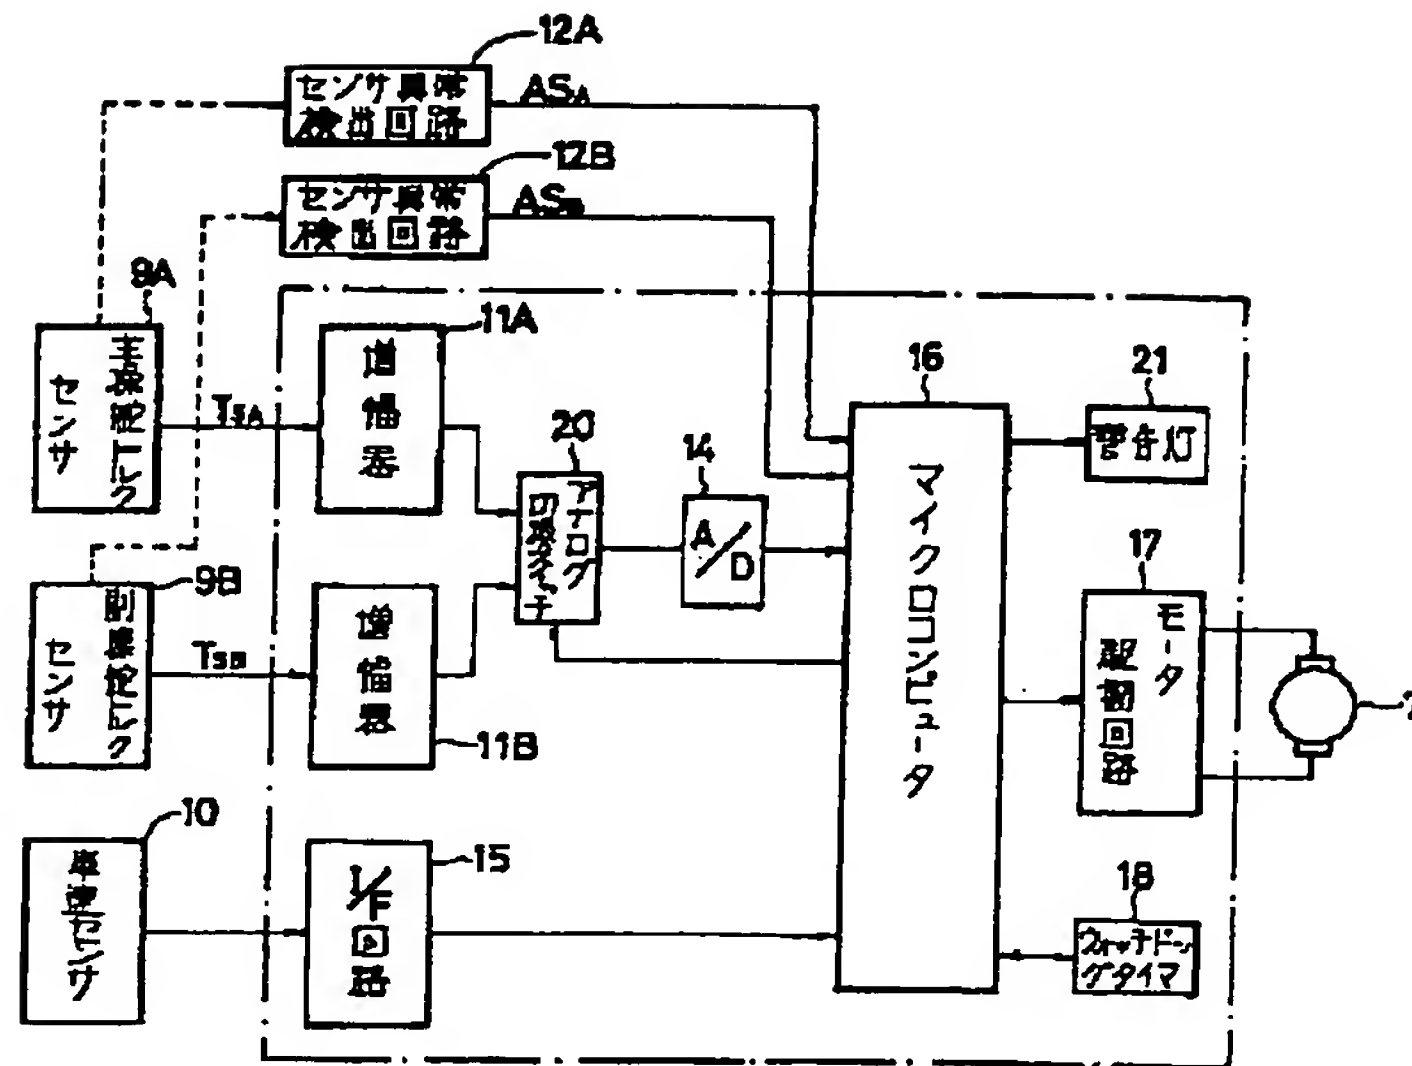 12A
センサ異常
検出回路
ASA
12B
センサ異常
検出回路
ASB
9A
主操舵トルク
センサ
TSA
11A
増幅器
9B
副操舵トルク
センサ
TSB
増幅器
11B
20
アナログ
切換スイッチ
14
A/D
16
マイクロコンピュータ
21
警告灯
17
モータ
駆動回路
7
10
車速センサ
15
I/F
回路
18
ウォッチドッ
グタイマ